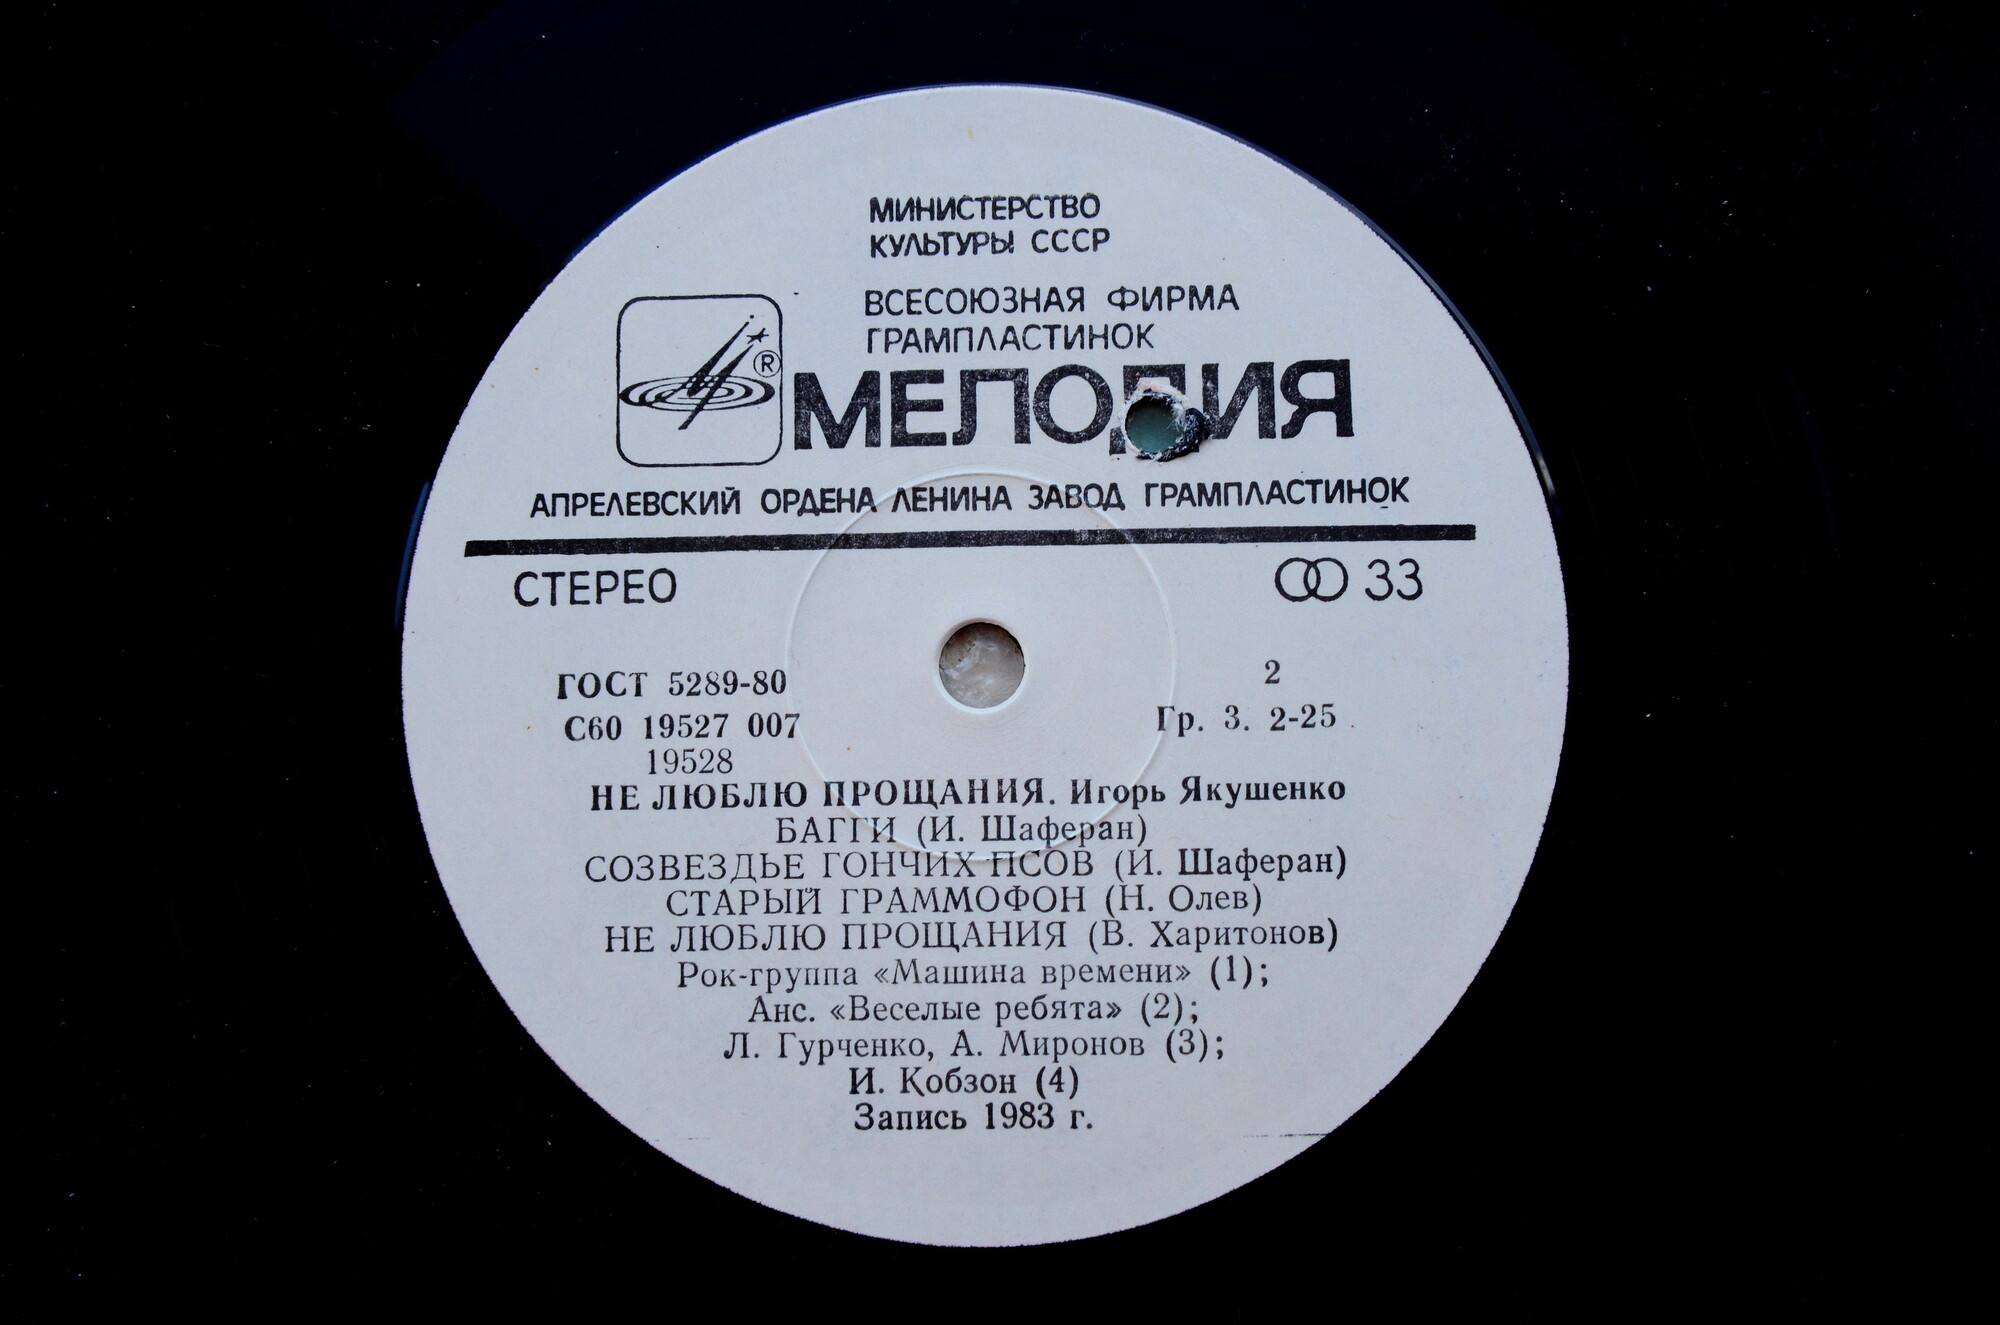 МИНИСТЕРСТВО
КУЛЬТУРЫ СССР
ВСЕСОЮЗНАЯ ФИРМА
ГРАМПЛАСТИНОК
®
МЕЛОДИЯ
АПРЕЛЕВСКИЙ ОРДЕНА ЛЕНИНА ЗАВОД ГРАМПЛАСТИНОК
СТЕРЕО 33
ГОСТ 5289-80 2
С60 19527 007 Гр. 3. 2-25
19528
НЕ ЛЮБЛЮ ПРОЩАНИЯ. Игорь Якушенко
БАГГИ (И. Шаферан)
СОЗВЕЗДЬЕ ГОНЧИХ ПСОВ (И. Шаферан)
СТАРЫЙ ГРАММОФОН (Н. Олев)
НЕ ЛЮБЛЮ ПРОЩАНИЯ (В. Харитонов)
Рок-группа «Машина времени» (1);
Анс. «Веселые ребята» (2);
Л. Гурченко, А. Миронов (3);
И. Кобзон (4)
Запись 1983 г.